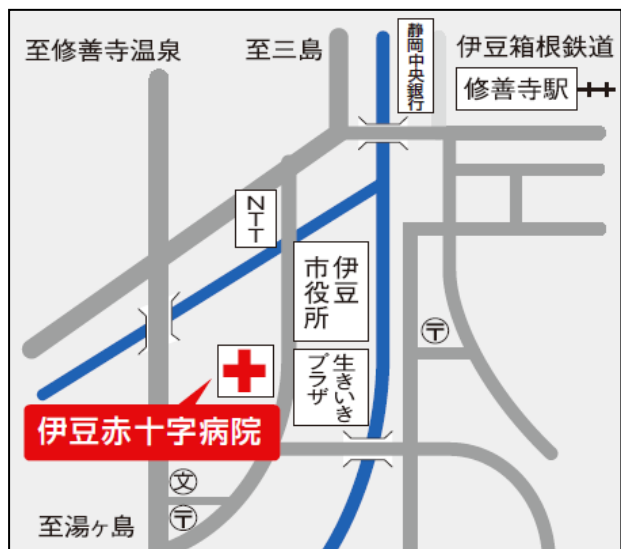 至修善寺温泉
至三島
静岡中央銀行
伊豆箱根鉄道
修善寺駅
NTT
伊豆
市役所
〒
生きいき
プラザ
伊豆赤十字病院
文
〒
至湯ヶ島